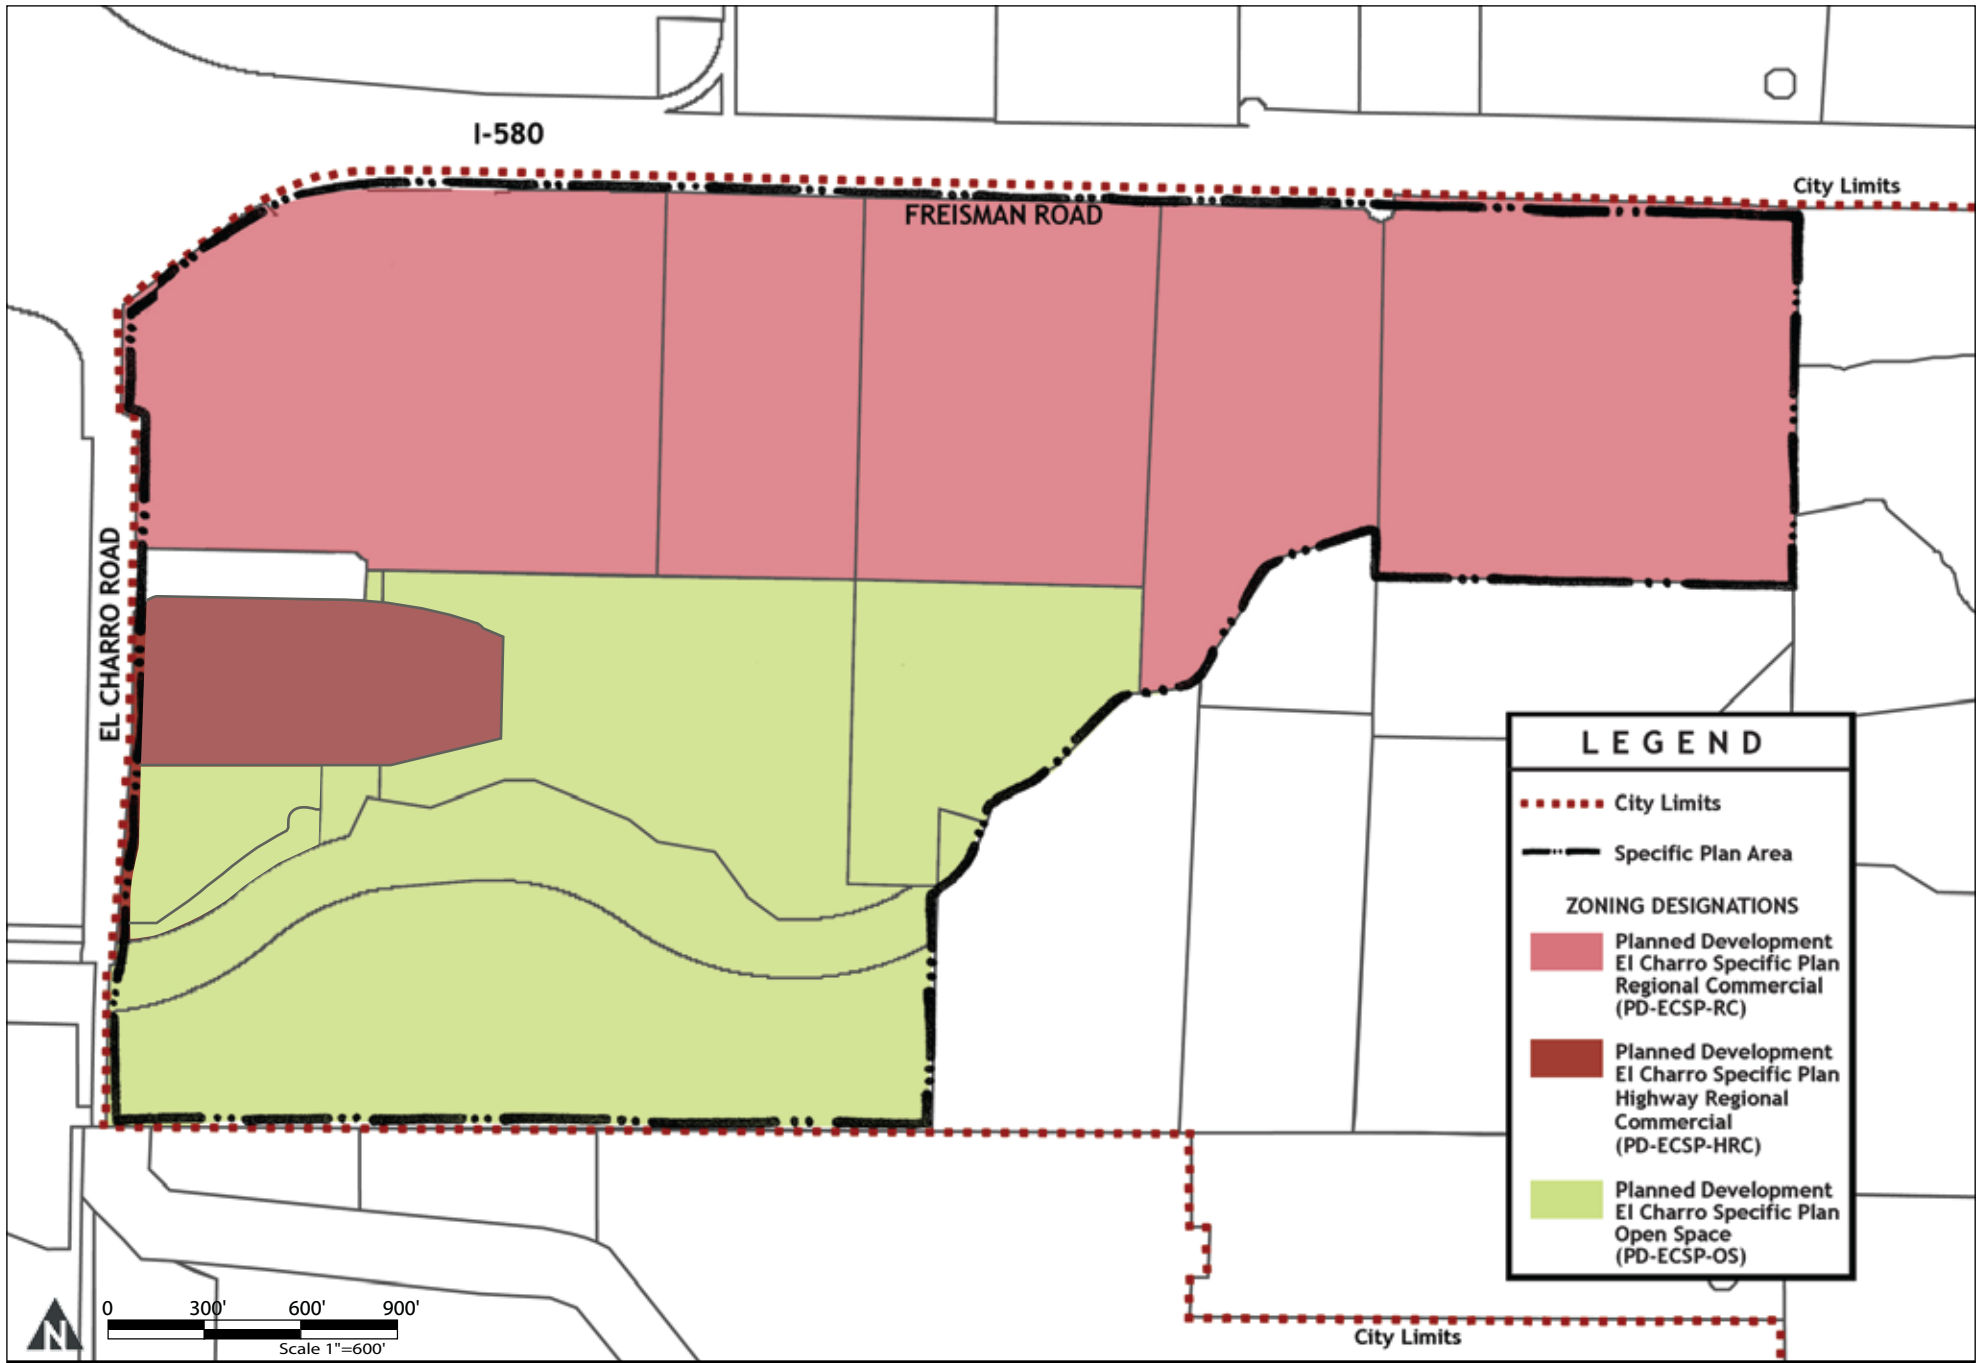 I-580
City Limits
FREISMAN ROAD
EL CHARRO ROAD
LEGEND
City Limits
Specific Plan Area
ZONING DESIGNATIONS
Planned Development
El Charro Specific Plan
Regional Commercial
(PD-ECSP-RC)
Planned Development
El Charro Specific Plan
Highway Regional
Commercial
(PD-ECSP-HRC)
Planned Development
El Charro Specific Plan
Open Space
(PD-ECSP-OS)
N
0 300' 600' 900'
Scale 1"=600'
City Limits